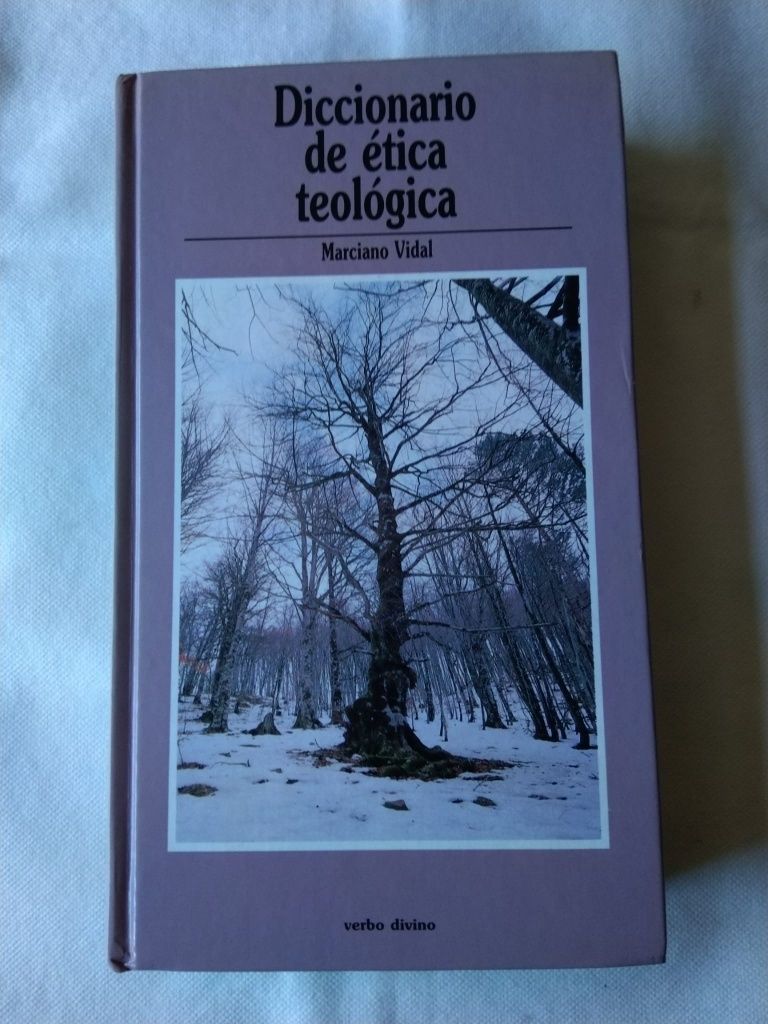 Diccionario
de ética
teológica
Marciano Vidal
verbo divino